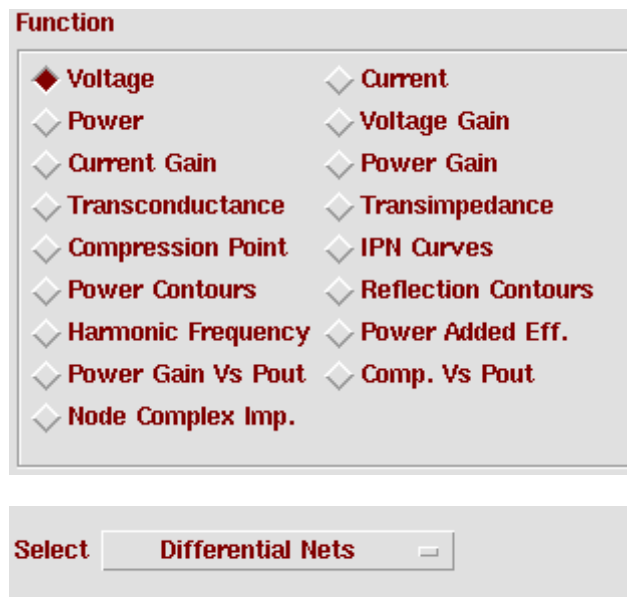 Function
Voltage Current
Power Voltage Gain
Current Gain Power Gain
Transconductance Transimpedance
Compression Point IPN Curves
Power Contours Reflection Contours
Harmonic Frequency Power Added Eff.
Power Gain Vs Pout Comp. Vs Pout
Node Complex Imp.
Select Differential Nets